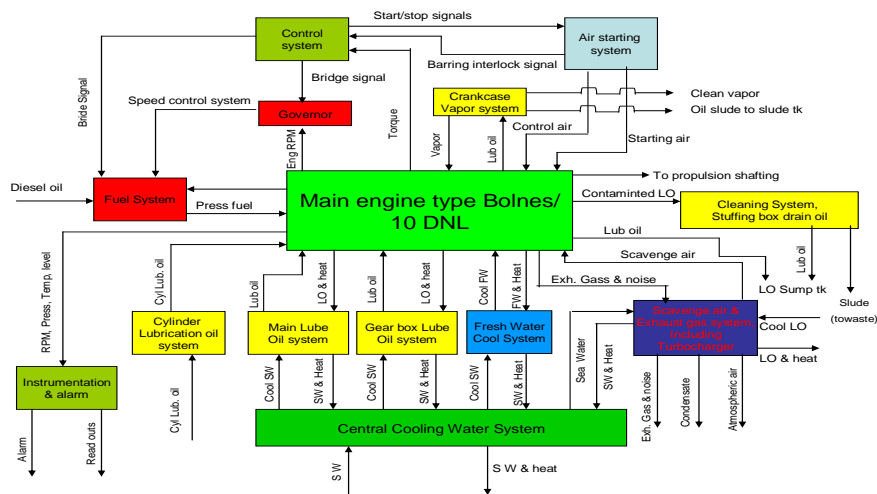 Start/stop signals
Control
system
Air starting
system
Barring interlock signal
Bridge signal
Bride Signal
Speed control system
Governor
Torque
Crankcase
Vapor system
Clean vapor
Oil slude to slude tk
Control air
Starting air
Eng RPM
Vapor
Lub oil
To propulsion shafting
Diesel oil
Fuel System
Press fuel
Main engine type Bolnes/
10 DNL
Contaminted LO
Cleaning System,
Stuffing box drain oil
Lub oil
Scavenge air
RPM, Press, Temp, level
Cyl Lub. oil
Lub oil
LO & heat
Lub oil
LO & heat
Cool FW
FW & Heat
Exh. Gass & noise
LO Sump tk
Lub oil
Slude
(towaste)
Cylinder
Lubrication oil
system
Main Lube
Oil system
Gear box Lube
Oil system
Fresh Water
Cool System
Sea Water
SW & Heat
Scavenge air &
Exhaust gas system,
Including
Turbocharger
Cool LO
LO & heat
Instrumentation
& alarm
Cyl Lub. oil
Cool SW
SW & Heat
Cool SW
SW & Heat
Cool SW
SW & Heat
Exh. Gas & noise
Condensate
Atmospheric air
Central Cooling Water System
Alarm
Read outs
S W
S W & heat